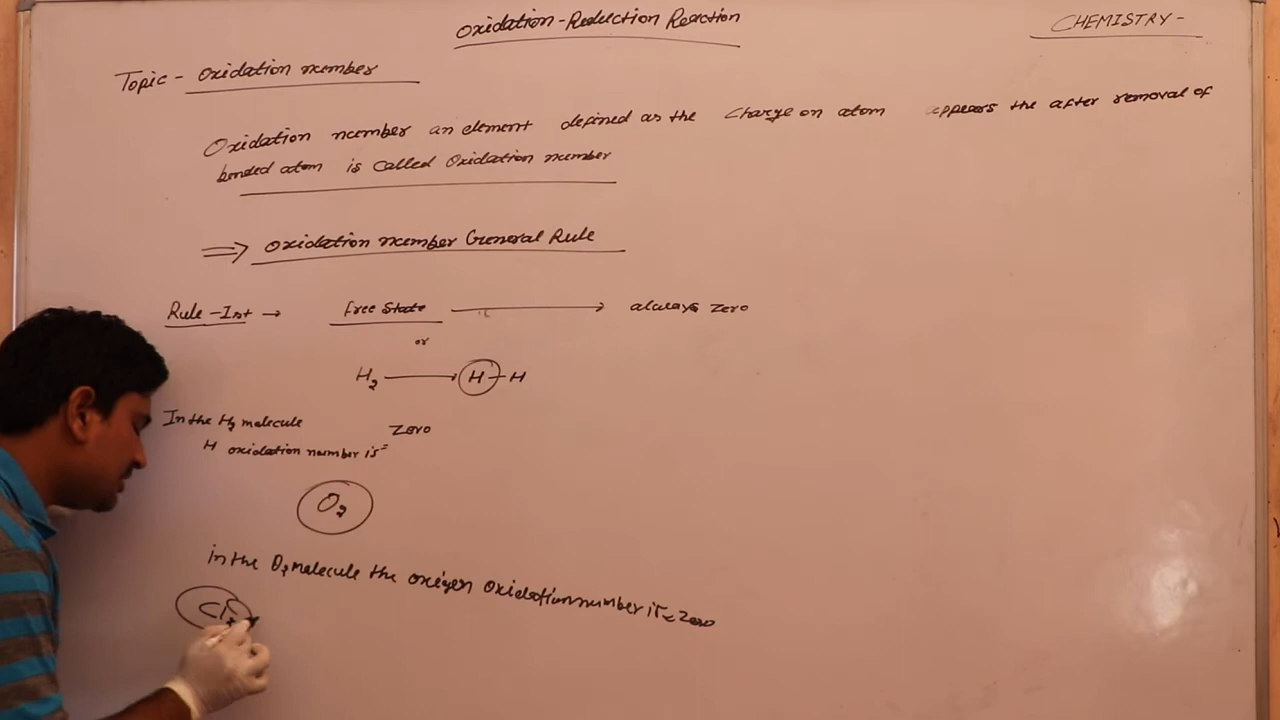 Oxidation-Reduction Reaction
CHEMISTRY-
Topic - Oxidation number
Oxidation number an element defined as the charge on atom appears the after removal of
bonded atom is called Oxidation number
⇒ Oxidation number General Rule
Rule-Ist → Free State → always zero
or
H₂ → H-H
In the H₂ molecule zero
H oxidation number is=
O₂
in the O₂ molecule the oxigen Oxidation number is = zero